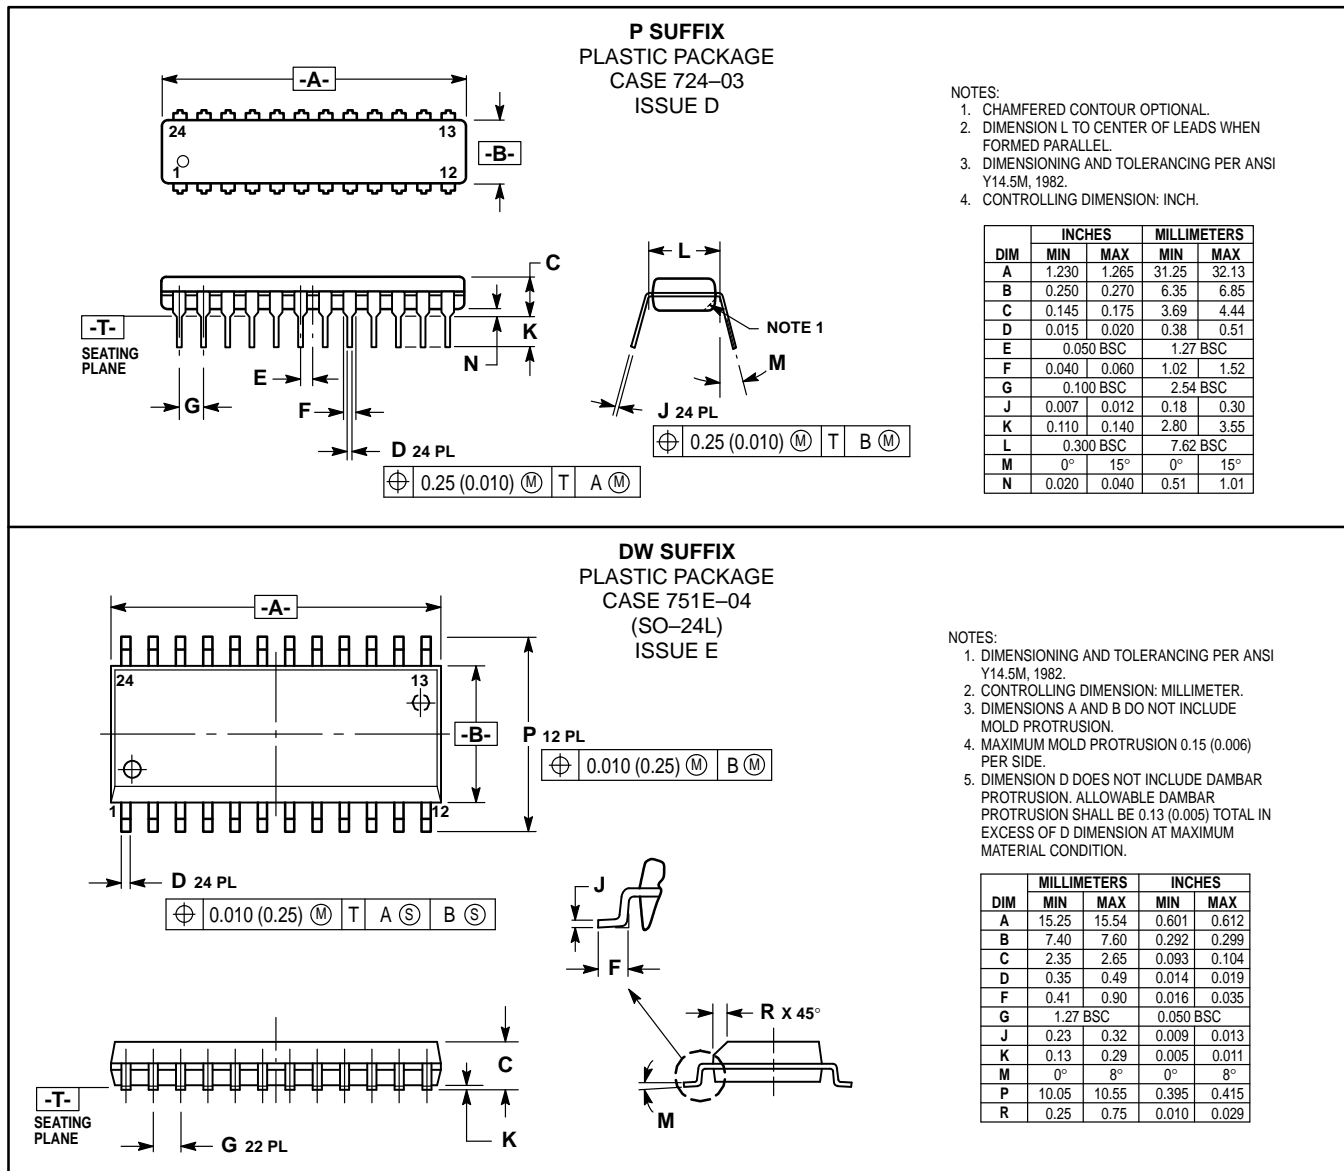 P SUFFIX
PLASTIC PACKAGE
CASE 724–03
ISSUE D
-A-
24
13
-B-
1
12
C
L
-T-
SEATING
PLANE
K
NOTE 1
N
M
E
G
F
J 24 PL
⌖ 0.25 (0.010) Ⓜ T B Ⓜ
D 24 PL
⌖ 0.25 (0.010) Ⓜ T A Ⓜ
NOTES:
1. CHAMFERED CONTOUR OPTIONAL.
2. DIMENSION L TO CENTER OF LEADS WHEN
FORMED PARALLEL.
3. DIMENSIONING AND TOLERANCING PER ANSI
Y14.5M, 1982.
4. CONTROLLING DIMENSION: INCH.
INCHES MILLIMETERS
DIM MIN MAX MIN MAX
A 1.230 1.265 31.25 32.13
B 0.250 0.270 6.35 6.85
C 0.145 0.175 3.69 4.44
D 0.015 0.020 0.38 0.51
E 0.050 BSC 1.27 BSC
F 0.040 0.060 1.02 1.52
G 0.100 BSC 2.54 BSC
J 0.007 0.012 0.18 0.30
K 0.110 0.140 2.80 3.55
L 0.300 BSC 7.62 BSC
M 0° 15° 0° 15°
N 0.020 0.040 0.51 1.01
DW SUFFIX
PLASTIC PACKAGE
CASE 751E–04
(SO–24L)
ISSUE E
-A-
24
13
-B-
P 12 PL
⌖ 0.010 (0.25) Ⓜ B Ⓜ
1
12
D 24 PL
⌖ 0.010 (0.25) Ⓜ T A Ⓢ B Ⓢ
J
F
R X 45°
C
-T-
SEATING
PLANE
G 22 PL
K
M
NOTES:
1. DIMENSIONING AND TOLERANCING PER ANSI
Y14.5M, 1982.
2. CONTROLLING DIMENSION: MILLIMETER.
3. DIMENSIONS A AND B DO NOT INCLUDE
MOLD PROTRUSION.
4. MAXIMUM MOLD PROTRUSION 0.15 (0.006)
PER SIDE.
5. DIMENSION D DOES NOT INCLUDE DAMBAR
PROTRUSION. ALLOWABLE DAMBAR
PROTRUSION SHALL BE 0.13 (0.005) TOTAL IN
EXCESS OF D DIMENSION AT MAXIMUM
MATERIAL CONDITION.
MILLIMETERS INCHES
DIM MIN MAX MIN MAX
A 15.25 15.54 0.601 0.612
B 7.40 7.60 0.292 0.299
C 2.35 2.65 0.093 0.104
D 0.35 0.49 0.014 0.019
F 0.41 0.90 0.016 0.035
G 1.27 BSC 0.050 BSC
J 0.23 0.32 0.009 0.013
K 0.13 0.29 0.005 0.011
M 0° 8° 0° 8°
P 10.05 10.55 0.395 0.415
R 0.25 0.75 0.010 0.029